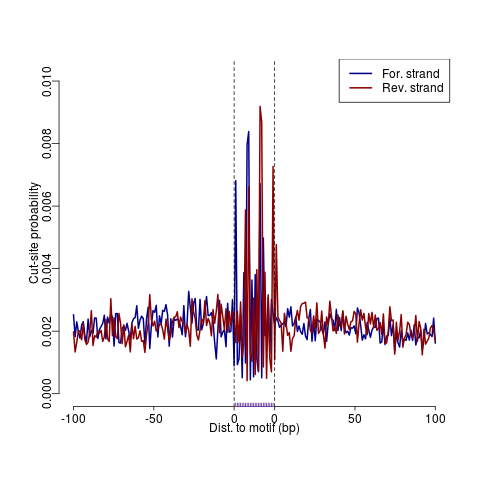 For. strand
Rev. strand
Cut-site probability
0.010
0.008
0.006
0.004
0.002
0.000
-100 -50 0 0 50 100
Dist. to motif (bp)